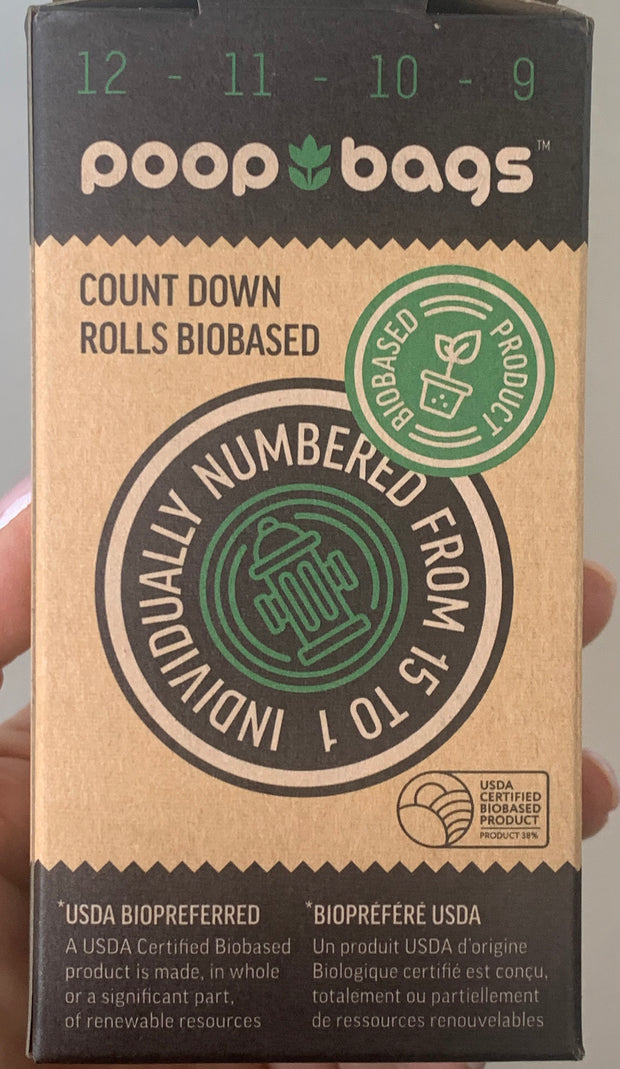 12 - 11 - 10 - 9
poop bags™
COUNT DOWN
ROLLS BIOBASED
BIOBASED PRODUCT
INDIVIDUALLY NUMBERED FROM 15 TO 1
USDA
CERTIFIED
BIOBASED
PRODUCT
PRODUCT 38%
*USDA BIOPREFERRED
A USDA Certified Biobased
product is made, in whole
or a significant part,
of renewable resources
*BIOPRÉFÉRÉ USDA
Un produit USDA d'origine
Biologique certifié est conçu,
totalement ou partiellement
de ressources renouvelables